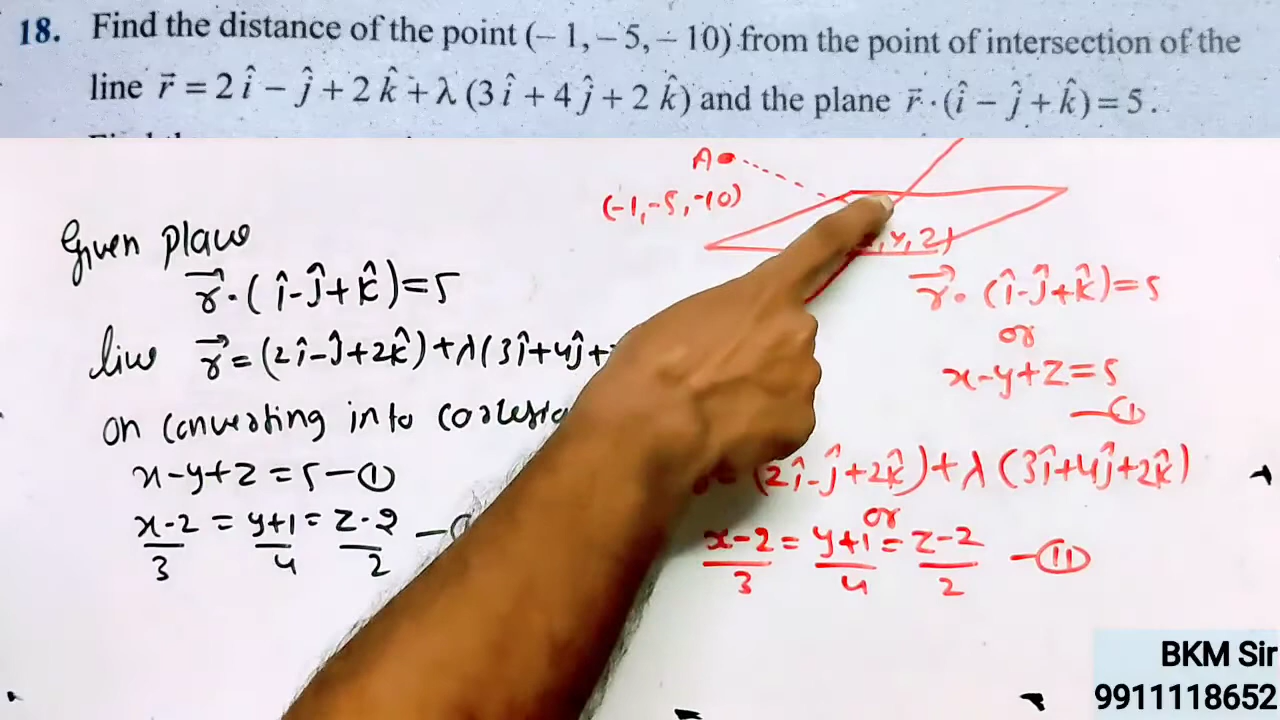 18. Find the distance of the point (– 1, – 5, – 10) from the point of intersection of the
line r⃗ = 2 î – ĵ + 2 k̂ + λ (3 î + 4 ĵ + 2 k̂) and the plane r⃗ · (î – ĵ + k̂) = 5 .
A
(-1,-5,-10)
Given plane
r⃗ · ( î-ĵ+k̂)=5
line r⃗ = (2î-ĵ+2k̂)+λ(3î+4ĵ+
on converting into
x-y+z = 5 —①
x-2/3 = y+1/4 = z-2/2 —
, y, z)
r⃗ · (î-ĵ+k̂)=5
or
x-y+z=5
—①
= (2î-ĵ+2k̂)+λ(3î+4ĵ+2k̂)
or
x-2/3 = y+1/4 = z-2/2 —⑪
BKM Sir
9911118652